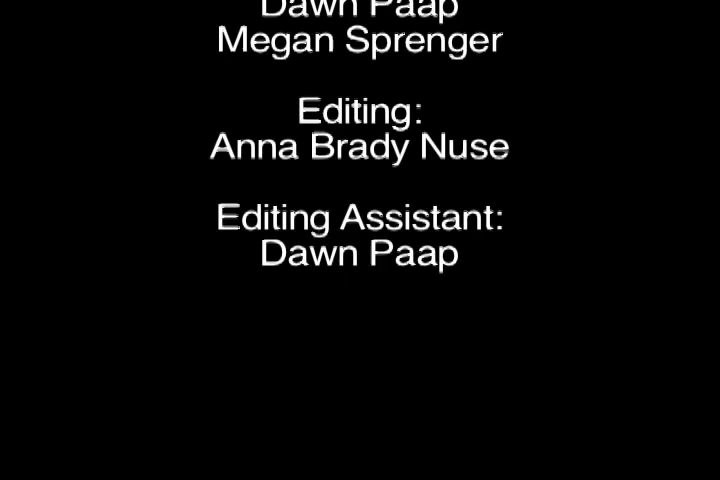 Dawn Paap
Megan Sprenger
Editing:
Anna Brady Nuse
Editing Assistant:
Dawn Paap